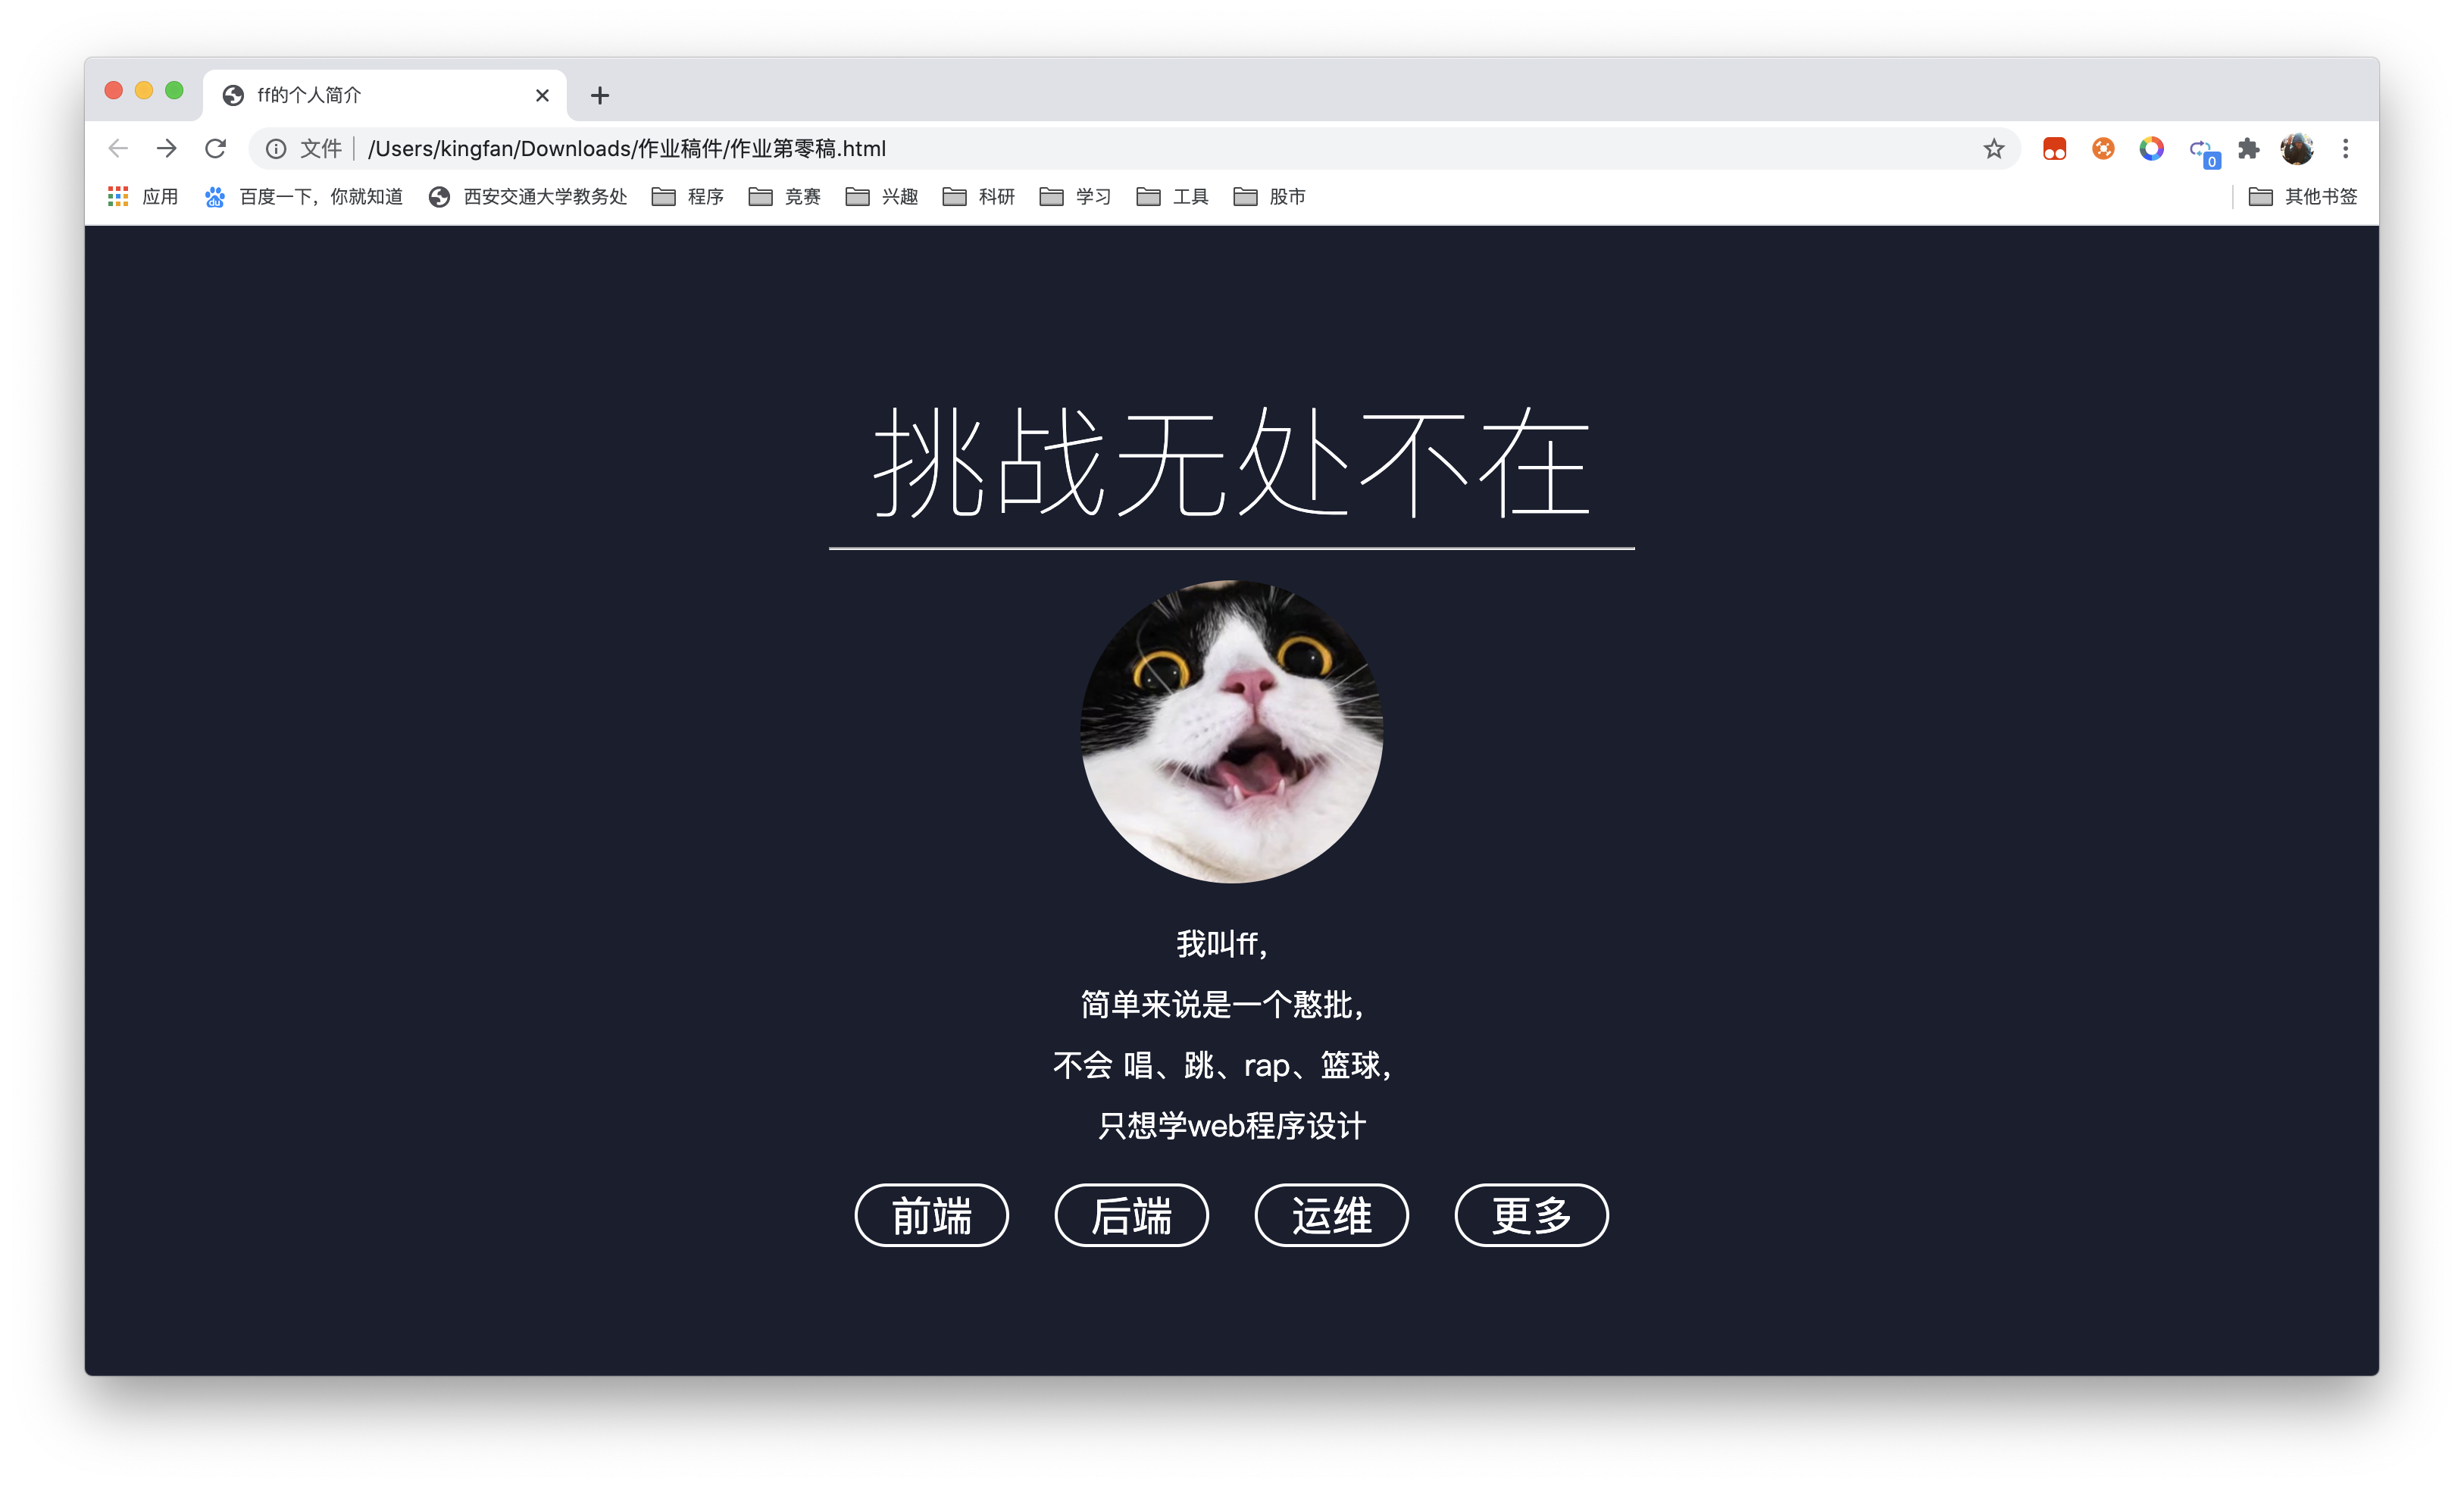 ff的个人简介
文件 /Users/kingfan/Downloads/作业稿件/作业第零稿.html
0
应用 百度一下，你就知道 西安交通大学教务处 程序 竞赛 兴趣 科研 学习 工具 股市 其他书签
挑战无处不在
我叫ff，
简单来说是一个憨批，
不会 唱、跳、rap、篮球，
只想学web程序设计
前端 后端 运维 更多